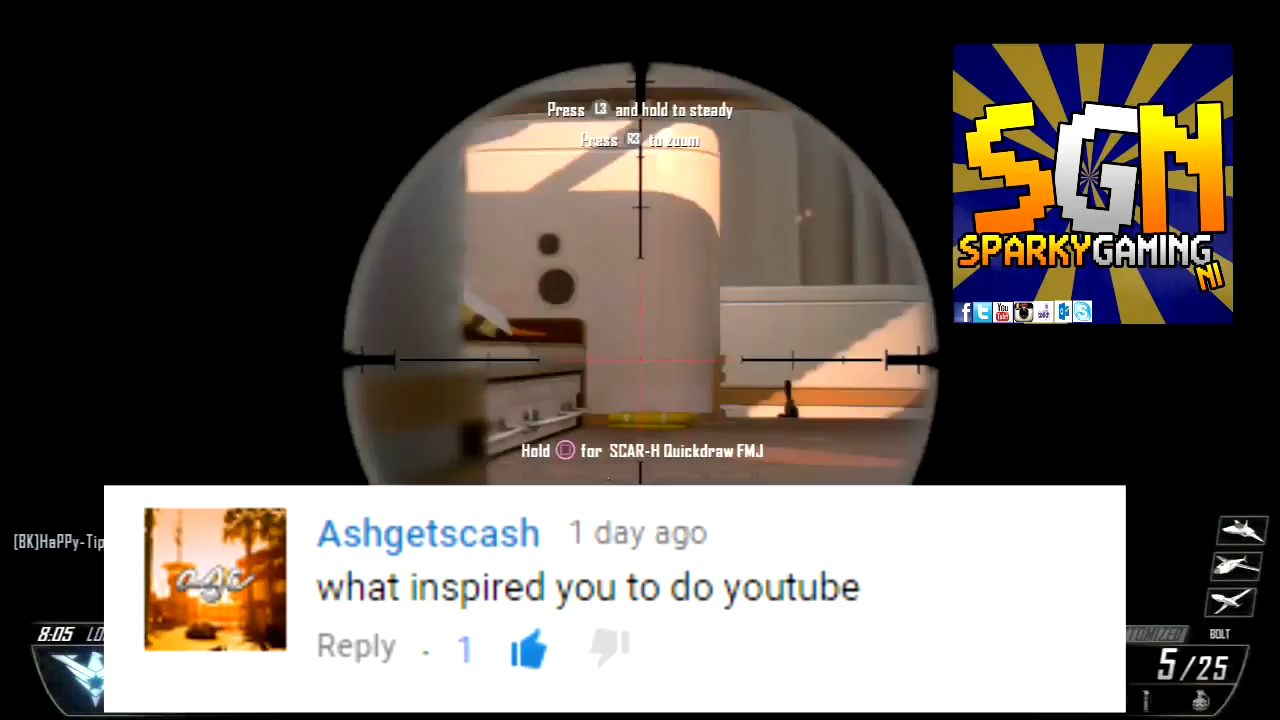 Press L3 and hold to steady
Press R3 to zoom
SGN
SPARKYGAMING
NI
f You Tube
Hold for SCAR-H Quickdraw FMJ
[BK]HaPPy-Tip
Ashgetscash 1 day ago
what inspired you to do youtube
Reply . 1
8:05
BOLT
5/25